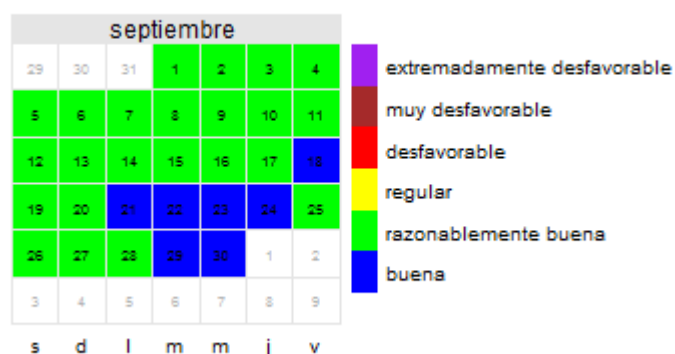 septiembre
29 30 31 1 2 3 4
5 6 7 8 9 10 11
12 13 14 15 16 17 18
19 20 21 22 23 24 25
26 27 28 29 30 1 2
3 4 5 6 7 8 9
s d l m m j v
extremadamente desfavorable
muy desfavorable
desfavorable
regular
razonablemente buena
buena